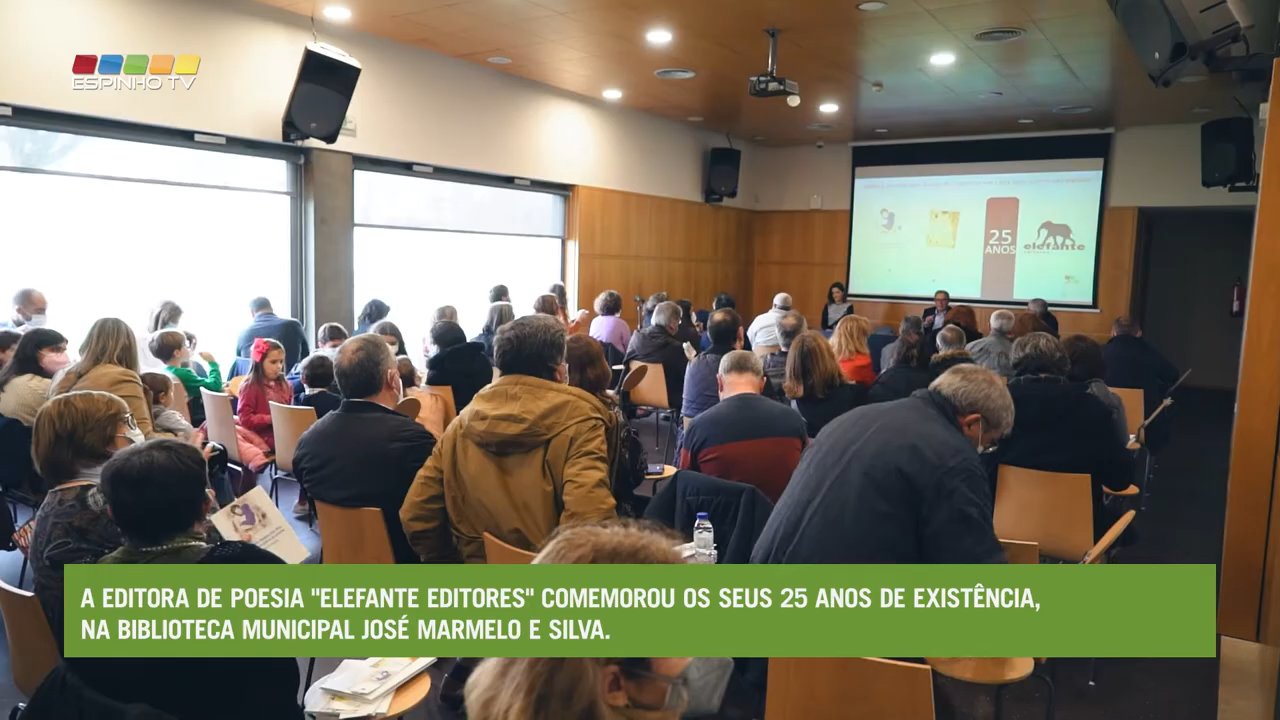 ESPINHO TV
25
ANOS
elefante
A EDITORA DE POESIA "ELEFANTE EDITORES" COMEMOROU OS SEUS 25 ANOS DE EXISTÊNCIA,
NA BIBLIOTECA MUNICIPAL JOSÉ MARMELO E SILVA.